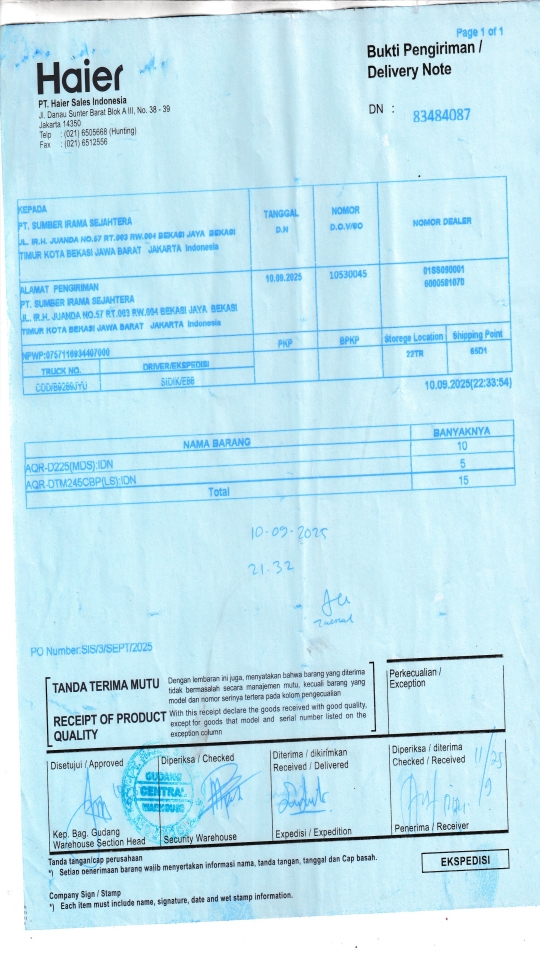 Page 1 of 1
Haier
Bukti Pengiriman /
Delivery Note
PT. Haier Sales Indonesia
Jl. Danau Sunter Barat Blok A III, No. 38 - 39
Jakarta 14350
Telp : (021) 6505668 (Hunting)
Fax : (021) 6512556
DN : 83484087
KEPADA
PT. SUMBER IRAMA SEJAHTERA
JL. IR.H. JUANDA NO.57 RT.003 RW.004 BEKASI JAYA BEKASI
TIMUR KOTA BEKASI JAWA BARAT JAKARTA Indonesia
TANGGAL
D.N
NOMOR
D.O.V/SO
NOMOR DEALER
ALAMAT PENGIRIMAN
PT. SUMBER IRAMA SEJAHTERA
JL. IR.H. JUANDA NO.57 RT.003 RW.004 BEKASI JAYA BEKASI
TIMUR KOTA BEKASI JAWA BARAT JAKARTA Indonesia
10.09.2025
10530045
PKP
BPKP
Storege Location
Shipping Point
22TR
TRUCK NO.
DRIVER/EKSPEDISI
10.09.2025(22:33:54)
NAMA BARANG
BANYAKNYA
AQR-D225(MDS):IDN
10
AQR-DTM245CBP(LS):IDN
5
Total
15
10-09-2025
21.32
PO Number:SIS/3/SEPT/2025
TANDA TERIMA MUTU
Dengan lembaran ini juga, menyatakan bahwa barang yang diterima
tidak bermasalah secara manajemen mutu, kecuali barang yang
model dan nomor serinya tertera pada kolom pengecualian
RECEIPT OF PRODUCT
QUALITY
With this receipt declare the goods received with good quality,
except for goods that model and serial number listed on the
exception column
Perkecualian /
Exception
Disetujui / Approved
Diperiksa / Checked
Diterima / dikirimkan
Received / Delivered
Diperiksa / diterima
Checked / Received
11/9/25
GUDANG
CENTRAL
Kep. Bag. Gudang
Warehouse Section Head
Security Warehouse
Expedisi / Expedition
Penerima / Receiver
Tanda tangan/cap perusahaan
*) Setiao nenerimaan barang waiib menyertakan informasi nama, tanda tangan, tanggal dan Cap basah.
EKSPEDISI
Company Sign / Stamp
*) Each item must include name, signature, date and wet stamp information.